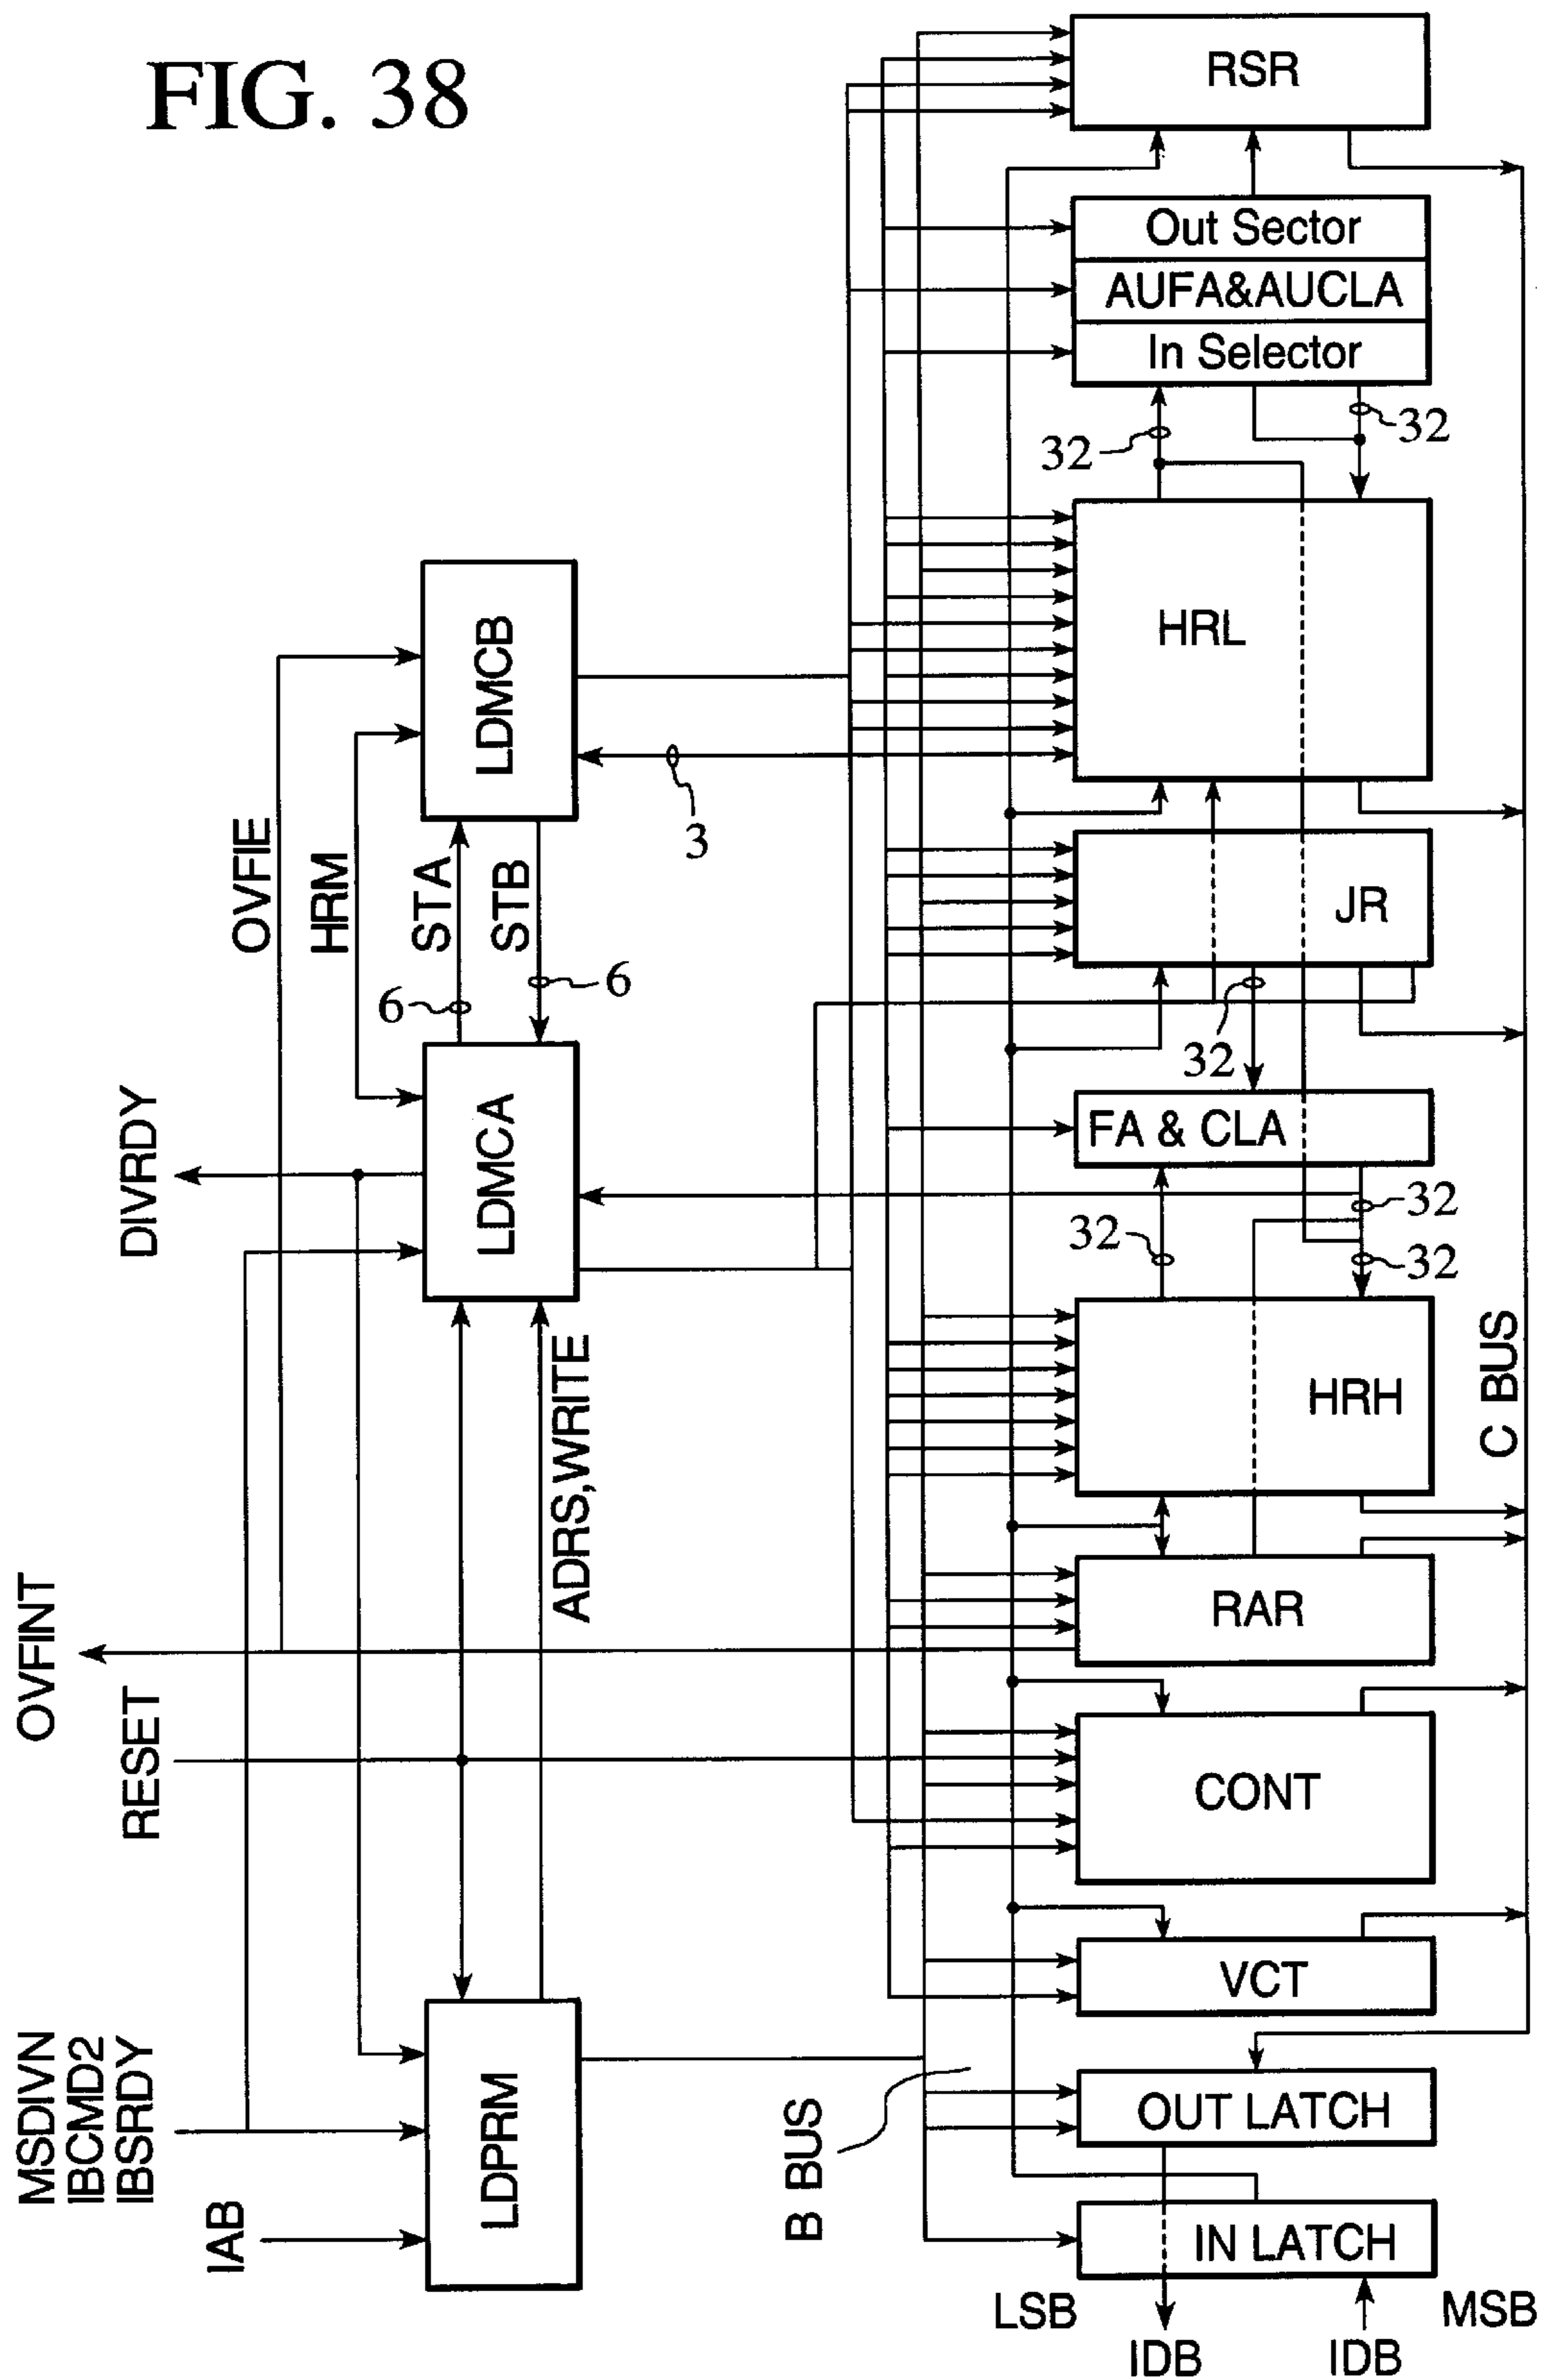 FIG. 38
RSR
Out Sector
AUFA&AUCLA
In Selector
32
32
HRL
LDMCB
3
OVFIE
HRM
STA
STB
6
6
JR
32
DIVRDY
LDMCA
FA & CLA
32
32
32
ADRS,WRITE
HRH
C BUS
OVFINT
RAR
RESET
CONT
VCT
MSDIVN
IBCMD2
IBSRDY
IAB
LDPRM
B BUS
OUT LATCH
IN LATCH
LSB
MSB
IDB
IDB